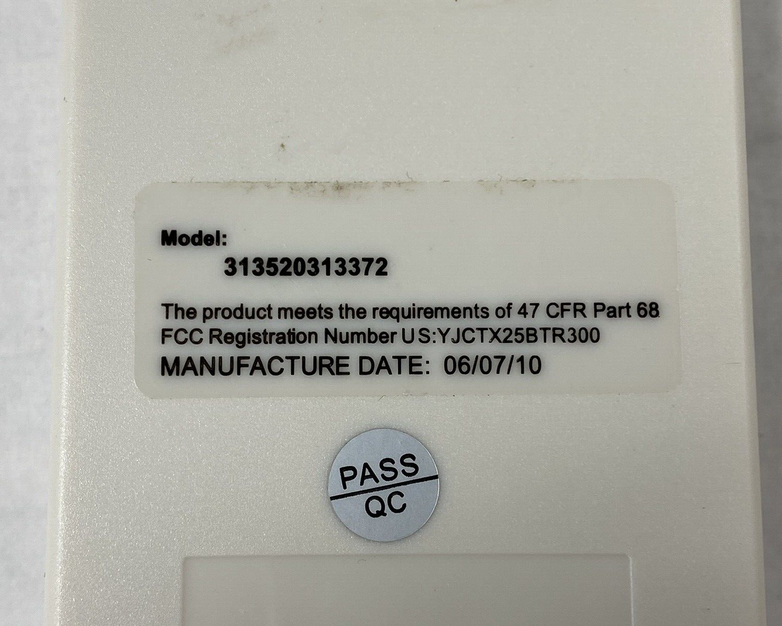 Model:
313520313372
The product meets the requirements of 47 CFR Part 68
FCC Registration Number US:YJCTX25BTR300
MANUFACTURE DATE: 06/07/10
PASS
QC